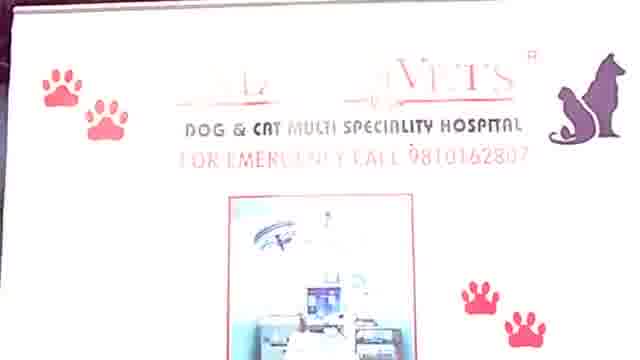 VETS®
DOG & CAT MULTI SPECIALITY HOSPITAL
FOR EMERGENCY CALL 9810162807